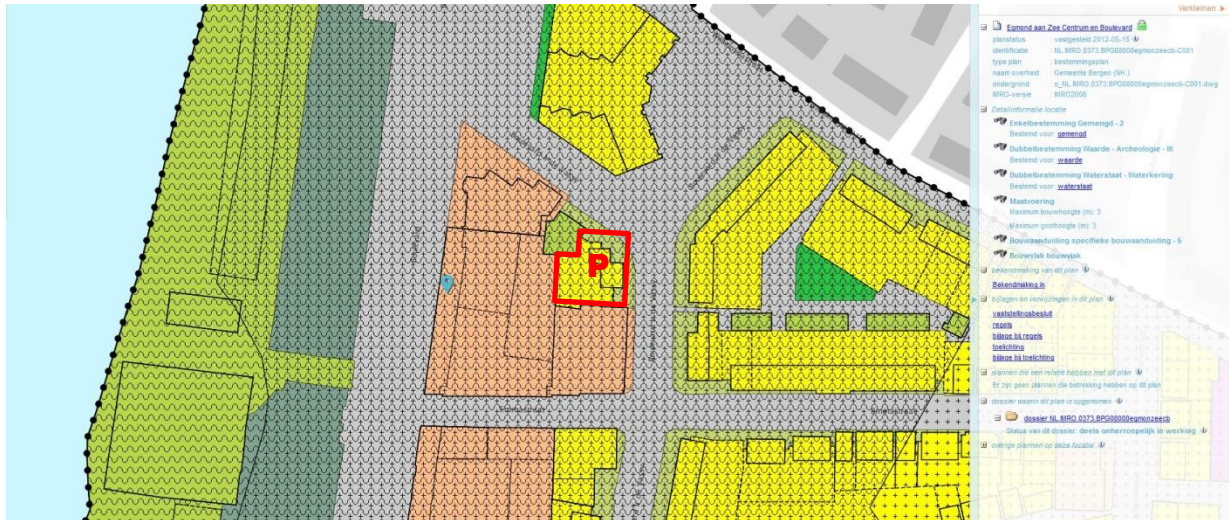 Verkleinen
Egmond aan Zee Centrum en Boulevard
planstatus : vastgesteld 2012-05-15
identificatie : NL.IMRO.0373.BPG08000egmonzeecb-C001
type plan : bestemmingsplan
naam overheid : Gemeente Bergen (NH.)
ondergrond : o_NL.IMRO.0373.BPG08000egmonzeecb-C001.dwg
IMRO-versie : IMRO2008
Detailinformatie locatie
Enkelbestemming Gemengd - 2
Bestemd voor: gemengd
Dubbelbestemming Waarde - Archeologie - III
Bestemd voor: waarde
Dubbelbestemming Waterstaat - Waterkering
Bestemd voor: waterstaat
Maatvoering
Maximum bouwhoogte (m): 3
Maximum goothoogte (m): 3
Bouwaanduiding specifieke bouwaanduiding - 5
Bouwvlak bouwvlak
bekendmaking van dit plan
Bekendmaking in
bijlagen en verwijzingen in dit plan
vaststellingsbesluit
regels
bijlage bij regels
toelichting
bijlage bij toelichting
plannen die een relatie hebben met dit plan
Er zijn geen plannen die betrekking hebben op dit plan
dossier waarin dit plan is opgenomen
dossier NL.IMRO.0373.BPG08000egmonzeecb
Status van dit dossier: deels onherroepelijk in werking
overige plannen op deze locatie
Boulevard
P
Emmastraat
Emmastraat